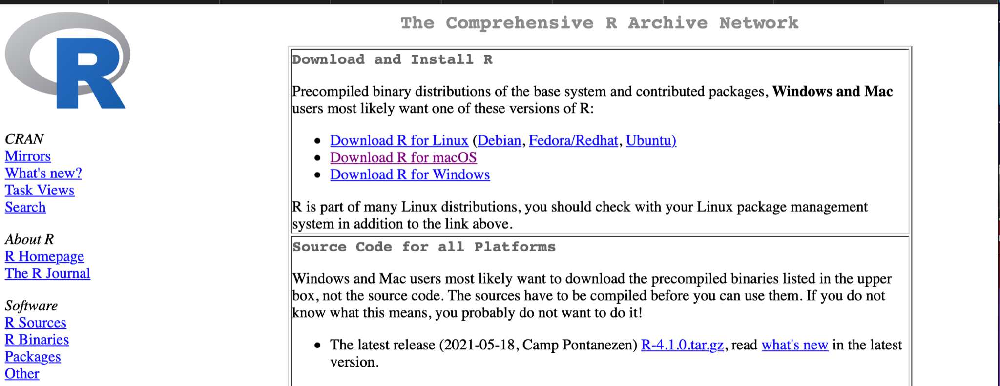 The Comprehensive R Archive Network
R
CRAN
Mirrors
What's new?
Task Views
Search
About R
R Homepage
The R Journal
Software
R Sources
R Binaries
Packages
Other
Download and Install R
Precompiled binary distributions of the base system and contributed packages, Windows and Mac
users most likely want one of these versions of R:
• Download R for Linux (Debian, Fedora/Redhat, Ubuntu)
• Download R for macOS
• Download R for Windows
R is part of many Linux distributions, you should check with your Linux package management
system in addition to the link above.
Source Code for all Platforms
Windows and Mac users most likely want to download the precompiled binaries listed in the upper
box, not the source code. The sources have to be compiled before you can use them. If you do not
know what this means, you probably do not want to do it!
• The latest release (2021-05-18, Camp Pontanezen) R-4.1.0.tar.gz, read what's new in the latest
version.